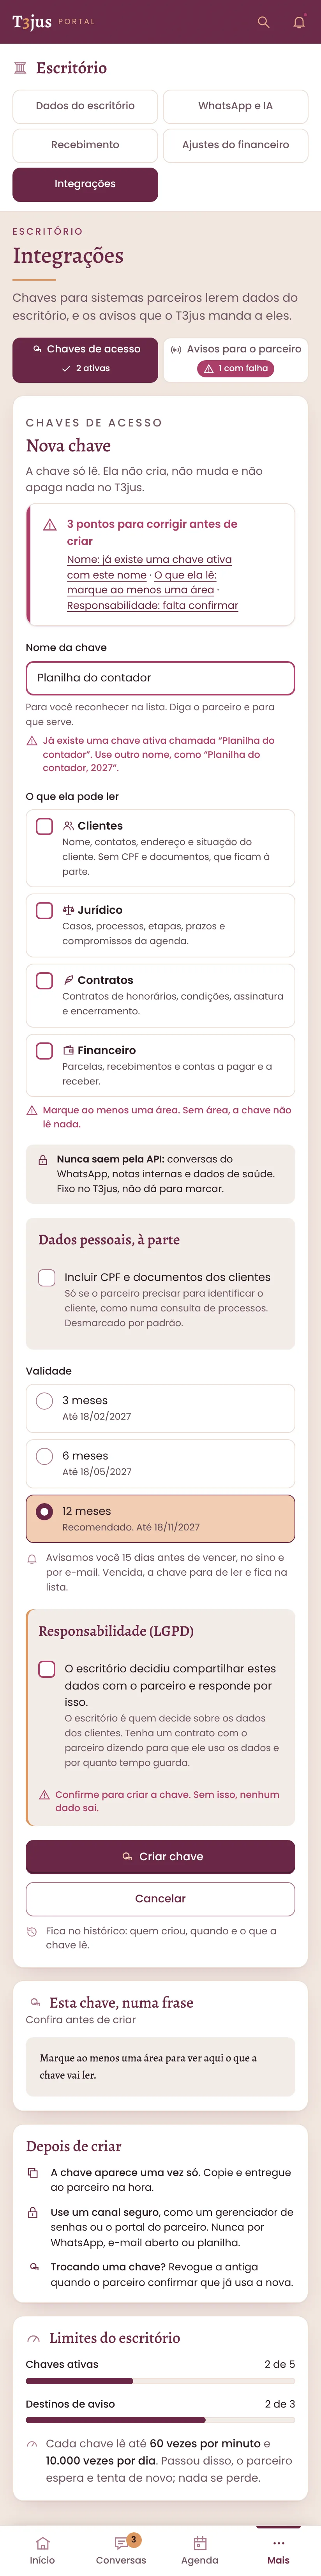 T3jus PORTAL
Escritório
Dados do escritório
WhatsApp e IA
Recebimento
Ajustes do financeiro
Integrações
ESCRITÓRIO
Integrações
Chaves para sistemas parceiros lerem dados do
escritório, e os avisos que o T3jus manda a eles.
Chaves de acesso
2 ativas
Avisos para o parceiro
1 com falha
CHAVES DE ACESSO
Nova chave
A chave só lê. Ela não cria, não muda e não
apaga nada no T3jus.
3 pontos para corrigir antes de
criar
Nome: já existe uma chave ativa
com este nome · O que ela lê:
marque ao menos uma área ·
Responsabilidade: falta confirmar
Nome da chave
Planilha do contador
Para você reconhecer na lista. Diga o parceiro e para
que serve.
Já existe uma chave ativa chamada “Planilha do
contador”. Use outro nome, como “Planilha do
contador, 2027”.
O que ela pode ler
Clientes
Nome, contatos, endereço e situação do
cliente. Sem CPF e documentos, que ficam à
parte.
Jurídico
Casos, processos, etapas, prazos e
compromissos da agenda.
Contratos
Contratos de honorários, condições, assinatura
e encerramento.
Financeiro
Parcelas, recebimentos e contas a pagar e a
receber.
Marque ao menos uma área. Sem área, a chave não
lê nada.
Nunca saem pela API: conversas do
WhatsApp, notas internas e dados de saúde.
Fixo no T3jus, não dá para marcar.
Dados pessoais, à parte
Incluir CPF e documentos dos clientes
Só se o parceiro precisar para identificar o
cliente, como numa consulta de processos.
Desmarcado por padrão.
Validade
3 meses
Até 18/02/2027
6 meses
Até 18/05/2027
12 meses
Recomendado. Até 18/11/2027
Avisamos você 15 dias antes de vencer, no sino e
por e-mail. Vencida, a chave para de ler e fica na
lista.
Responsabilidade (LGPD)
O escritório decidiu compartilhar estes
dados com o parceiro e responde por
isso.
O escritório é quem decide sobre os dados
dos clientes. Tenha um contrato com o
parceiro dizendo para que ele usa os dados e
por quanto tempo guarda.
Confirme para criar a chave. Sem isso, nenhum
dado sai.
Criar chave
Cancelar
Fica no histórico: quem criou, quando e o que a
chave lê.
Esta chave, numa frase
Confira antes de criar
Marque ao menos uma área para ver aqui o que a
chave vai ler.
Depois de criar
A chave aparece uma vez só. Copie e entregue
ao parceiro na hora.
Use um canal seguro, como um gerenciador de
senhas ou o portal do parceiro. Nunca por
WhatsApp, e-mail aberto ou planilha.
Trocando uma chave? Revogue a antiga
quando o parceiro confirmar que já usa a nova.
Limites do escritório
Chaves ativas 2 de 5
Destinos de aviso 2 de 3
Cada chave lê até 60 vezes por minuto e
10.000 vezes por dia. Passou disso, o parceiro
espera e tenta de novo; nada se perde.
3
Início
Conversas
Agenda
Mais